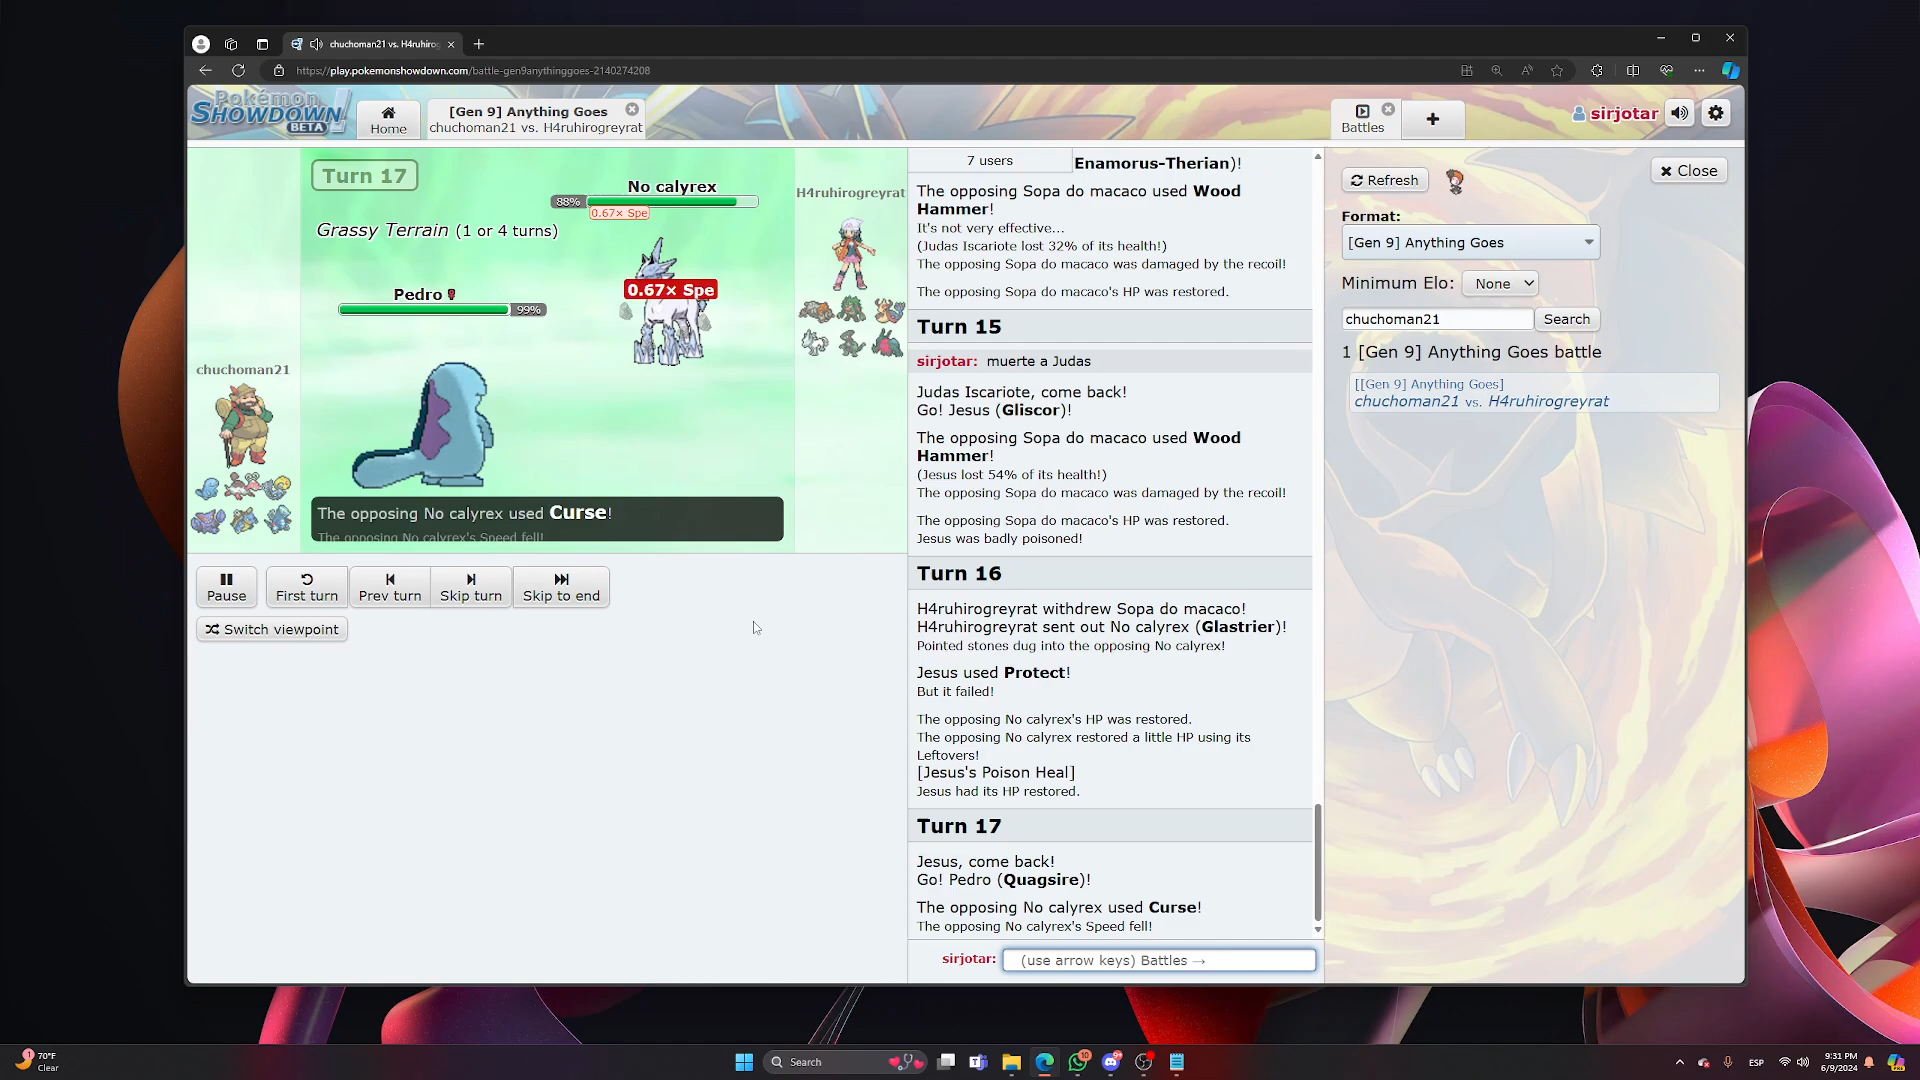 chuchoman21 vs. H4ruhirog
https://play.pokemonshowdown.com/battle-gen9anythinggoes-2140274208
Pokémon
SHOWDOWN!
BETA
Home
[Gen 9] Anything Goes
chuchoman21 vs. H4ruhirogreyrat
Battles
sirjotar
Turn 17
No calyrex
88%
0.67× Spe
Grassy Terrain (1 or 4 turns)
0.67× Spe
Pedro
99%
H4ruhirogreyrat
chuchoman21
The opposing No calyrex used Curse!
The opposing No calyrex's Speed fell!
Pause
First turn
Prev turn
Skip turn
Skip to end
Switch viewpoint
7 users
Enamorus-Therian)!
The opposing Sopa do macaco used Wood
Hammer!
It's not very effective...
(Judas Iscariote lost 32% of its health!)
The opposing Sopa do macaco was damaged by the recoil!
The opposing Sopa do macaco's HP was restored.
Turn 15
sirjotar: muerte a Judas
Judas Iscariote, come back!
Go! Jesus (Gliscor)!
The opposing Sopa do macaco used Wood
Hammer!
(Jesus lost 54% of its health!)
The opposing Sopa do macaco was damaged by the recoil!
The opposing Sopa do macaco's HP was restored.
Jesus was badly poisoned!
Turn 16
H4ruhirogreyrat withdrew Sopa do macaco!
H4ruhirogreyrat sent out No calyrex (Glastrier)!
Pointed stones dug into the opposing No calyrex!
Jesus used Protect!
But it failed!
The opposing No calyrex's HP was restored.
The opposing No calyrex restored a little HP using its
Leftovers!
[Jesus's Poison Heal]
Jesus had its HP restored.
Turn 17
Jesus, come back!
Go! Pedro (Quagsire)!
The opposing No calyrex used Curse!
The opposing No calyrex's Speed fell!
sirjotar: (use arrow keys) Battles →
Refresh
Close
Format:
[Gen 9] Anything Goes
Minimum Elo: None
chuchoman21
Search
1 [Gen 9] Anything Goes battle
[[Gen 9] Anything Goes]
chuchoman21 vs. H4ruhirogreyrat
1
70°F
Clear
Search
10
ESP
9:31 PM
6/9/2024